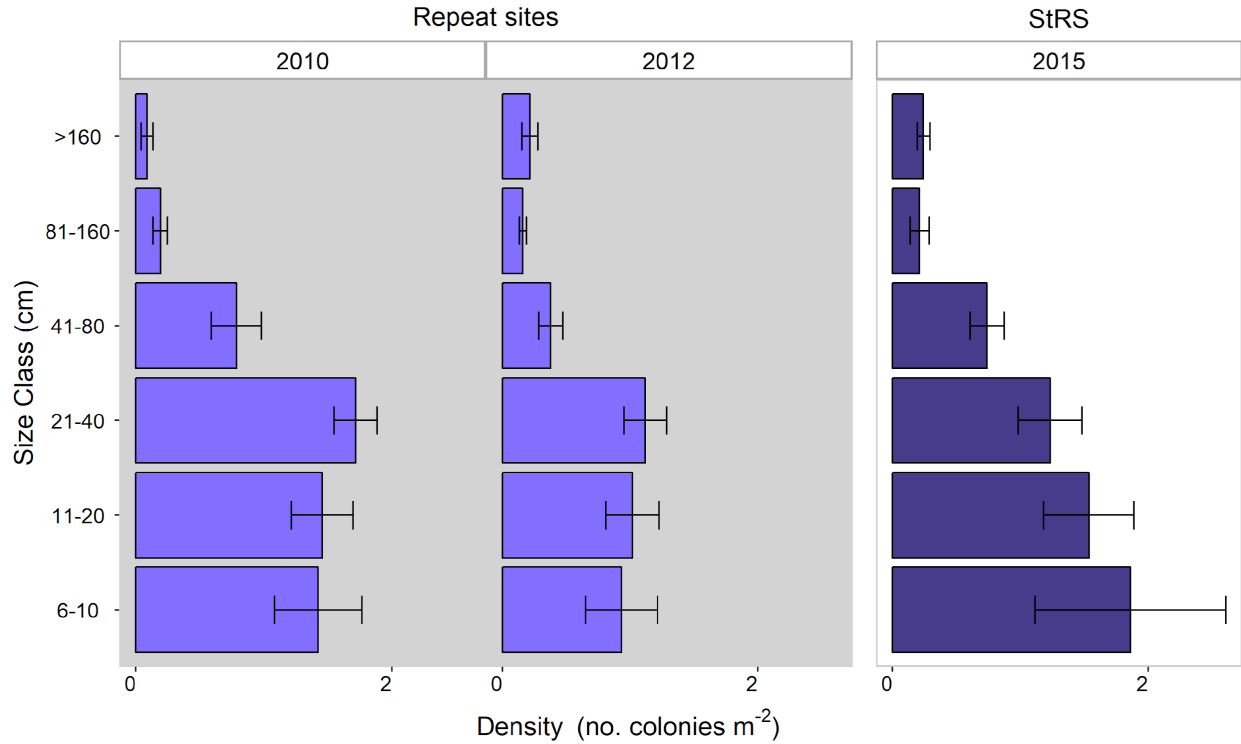 Repeat sites StRS
2010 2012 2015
>160
81-160
41-80
21-40
11-20
6-10
Size Class (cm)
0 2 0 2 0 2
Density (no. colonies m⁻²)